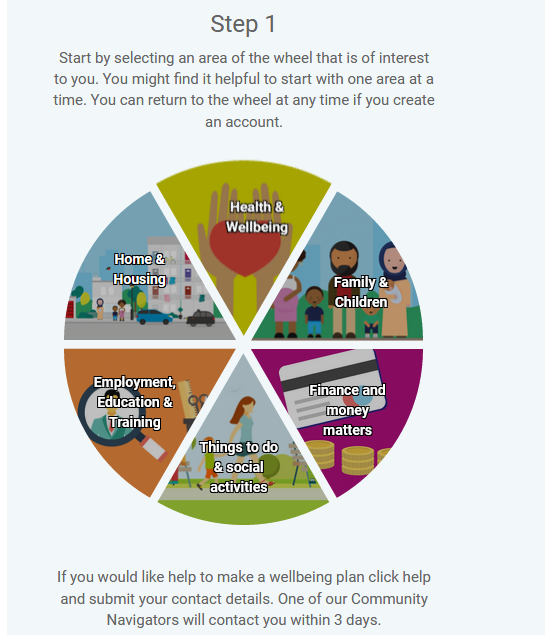 Step 1
Start by selecting an area of the wheel that is of interest
to you. You might find it helpful to start with one area at a
time. You can return to the wheel at any time if you create
an account.
Health &
Wellbeing
Home &
Housing
Family &
Children
Employment,
Education &
Training
Finance and
money
matters
Things to do
& social
activities
If you would like help to make a wellbeing plan click help
and submit your contact details. One of our Community
Navigators will contact you within 3 days.